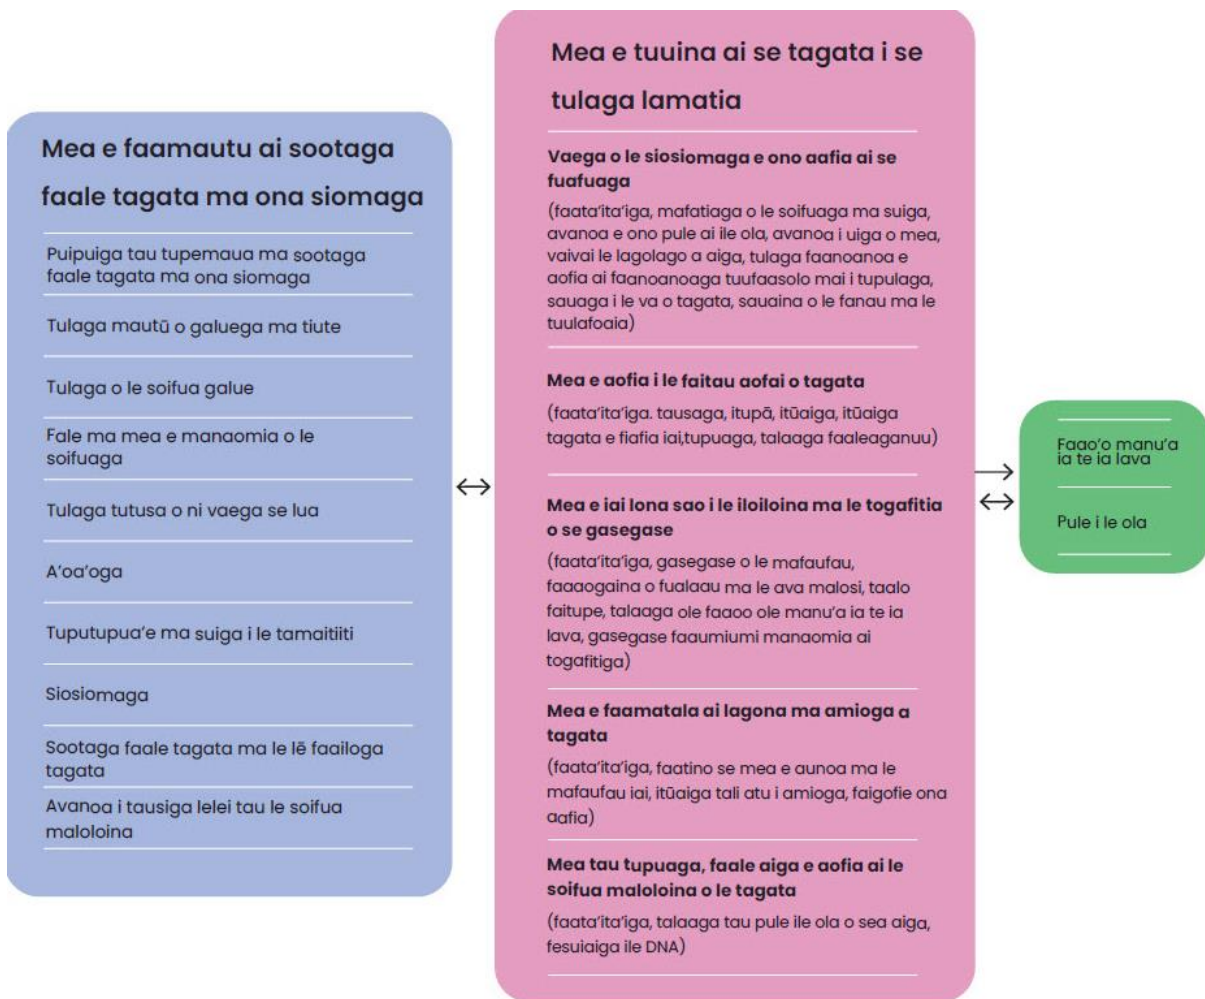 Mea e faamautu ai sootaga
faale tagata ma ona siomaga
Puipuiga tau tupemaua ma sootaga
faale tagata ma ona siomaga
Tulaga mautū o galuega ma tiute
Tulaga o le soifua galue
Fale ma mea e manaomia o le
soifuaga
Tulaga tutusa o ni vaega se lua
A'oa'oga
Tuputupua'e ma suiga i le tamaitiiti
Siosiomaga
Sootaga faale tagata ma le lē faailoga
tagata
Avanoa i tausiga lelei tau le soifua
maloloina
Mea e tuuina ai se tagata i se
tulaga lamatia
Vaega o le siosiomaga e ono aafia ai se
fuafuaga
(faata'ita'iga, mafatiaga o le soifuaga ma suiga,
avanoa e ono pule ai ile ola, avanoa i uiga o mea,
vaivai le lagolago a aiga, tulaga faanoanoa e
aofia ai faanoanoaga tuufaasolo mai i tupulaga,
sauaga i le va o tagata, sauaina o le fanau ma le
tuulafoaia)
Mea e aofia i le faitau aofai o tagata
(faata'ita'iga. tausaga, itupā, itūaiga, itūaiga
tagata e fiafia iai,tupuaga, talaaga faaleaganuu)
Mea e iai lona sao i le iloiloina ma le togafitia
o se gasegase
(faata'ita'iga, gasegase o le mafaufau,
faaaogaina o fualaau ma le ava malosi, taalo
faitupe, talaaga ole faaoo ole manu'a ia te ia
lava, gasegase faaumiumi manaomia ai
togafitiga)
Mea e faamatala ai lagona ma amioga a
tagata
(faata'ita'iga, faatino se mea e aunoa ma le
mafaufau iai, itūaiga tali atu i amioga, faigofie ona
aafia)
Mea tau tupuaga, faale aiga e aofia ai le
soifua maloloina o le tagata
(faata'ita'iga, talaaga tau pule ile ola o sea aiga,
fesuiaiga ile DNA)
Faao'o manu'a
ia te ia lava
Pule i le ola